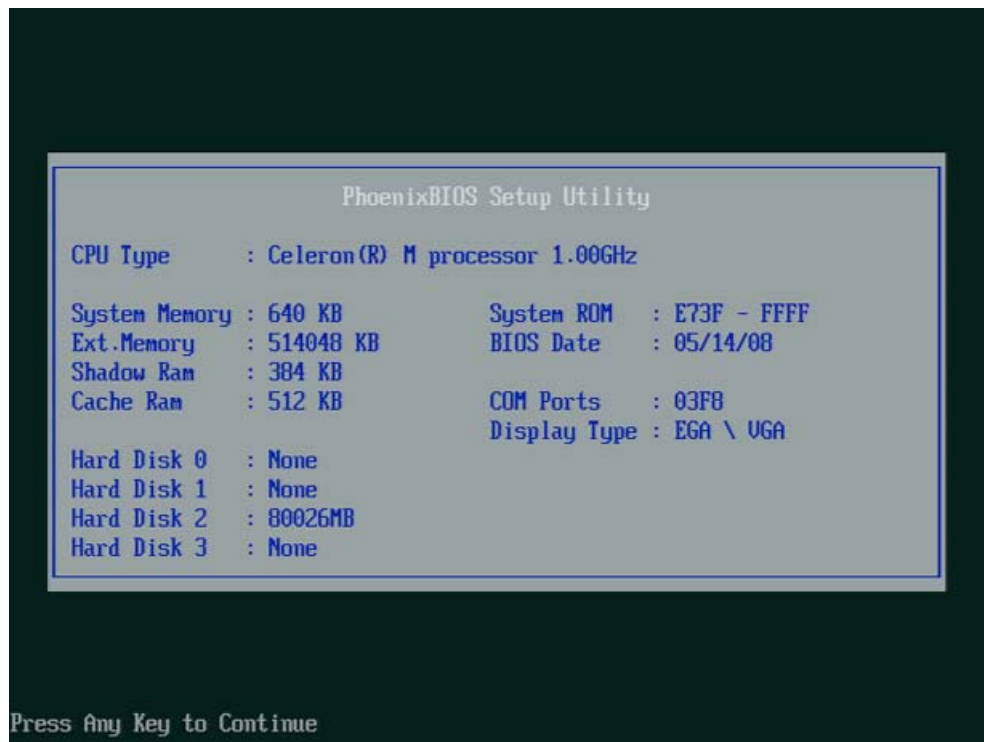 PhoenixBIOS Setup Utility
CPU Type : Celeron(R) M processor 1.00GHz
System Memory : 640 KB System ROM : E73F - FFFF
Ext.Memory : 514048 KB BIOS Date : 05/14/08
Shadow Ram : 384 KB
Cache Ram : 512 KB COM Ports : 03F8
Display Type : EGA \ VGA
Hard Disk 0 : None
Hard Disk 1 : None
Hard Disk 2 : 80026MB
Hard Disk 3 : None
Press Any Key to Continue